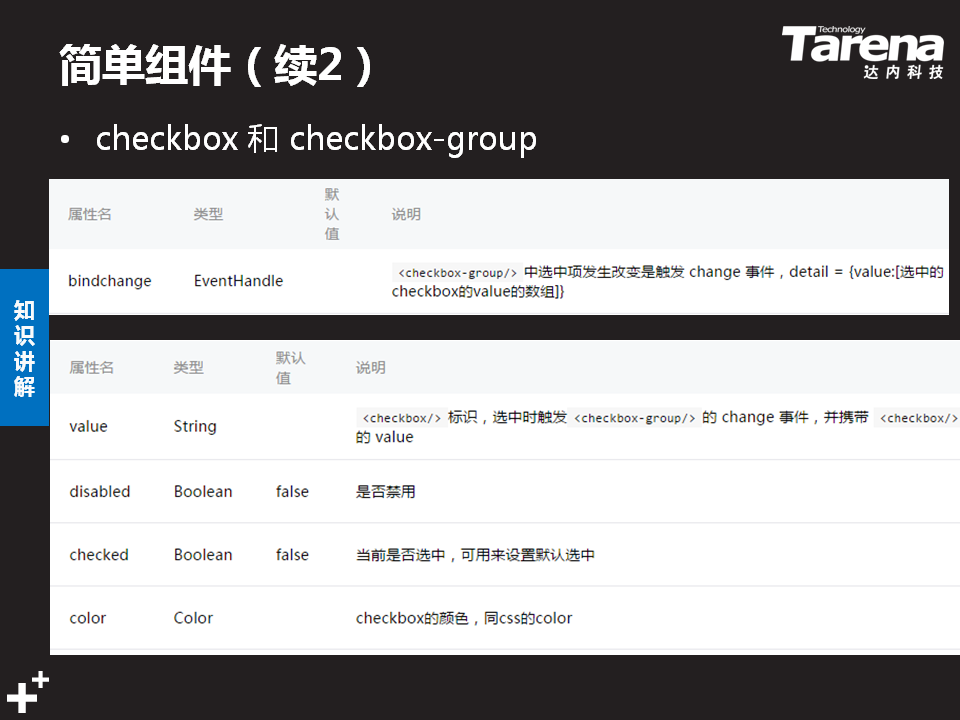 简单组件（续2）
Technology
Tarena
达内科技
• checkbox 和 checkbox-group
属性名 类型 默认值 说明
bindchange EventHandle <checkbox-group/> 中选中项发生改变是触发 change 事件，detail = {value:[选中的
checkbox的value的数组]}
知识讲解
属性名 类型 默认值 说明
value String <checkbox/> 标识，选中时触发 <checkbox-group/> 的 change 事件，并携带 <checkbox/>
的 value
disabled Boolean false 是否禁用
checked Boolean false 当前是否选中，可用来设置默认选中
color Color checkbox的颜色，同css的color